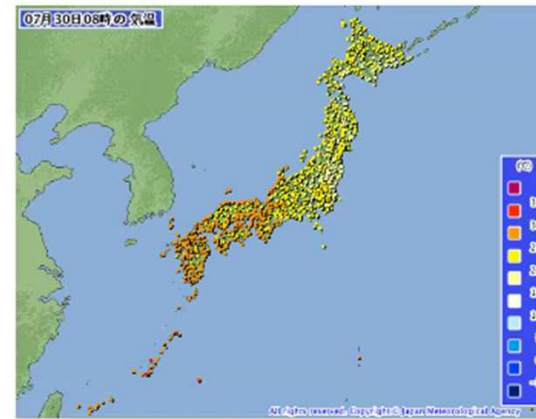 07月30日08時の 気温
(℃)
All rights reserved. Copyright © Japan Meteorological Agency